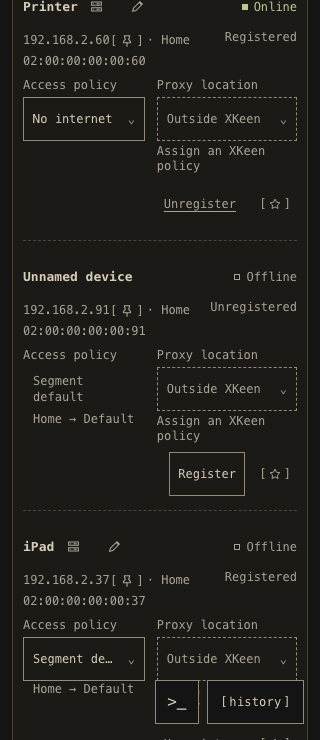 Printer Online
192.168.2.60[ ] · Home Registered
02:00:00:00:00:60
Access policy Proxy location
No internet Outside XKeen
Assign an XKeen
policy
Unregister [ ]
Unnamed device Offline
192.168.2.91[ ] · Home Unregistered
02:00:00:00:00:91
Access policy Proxy location
Segment
default
Outside XKeen
Home → Default
Assign an XKeen
policy
Register [ ]
iPad Offline
192.168.2.37[ ] · Home Registered
02:00:00:00:00:37
Access policy Proxy location
Segment de… Outside XKeen
Home → Default
>_ [history]